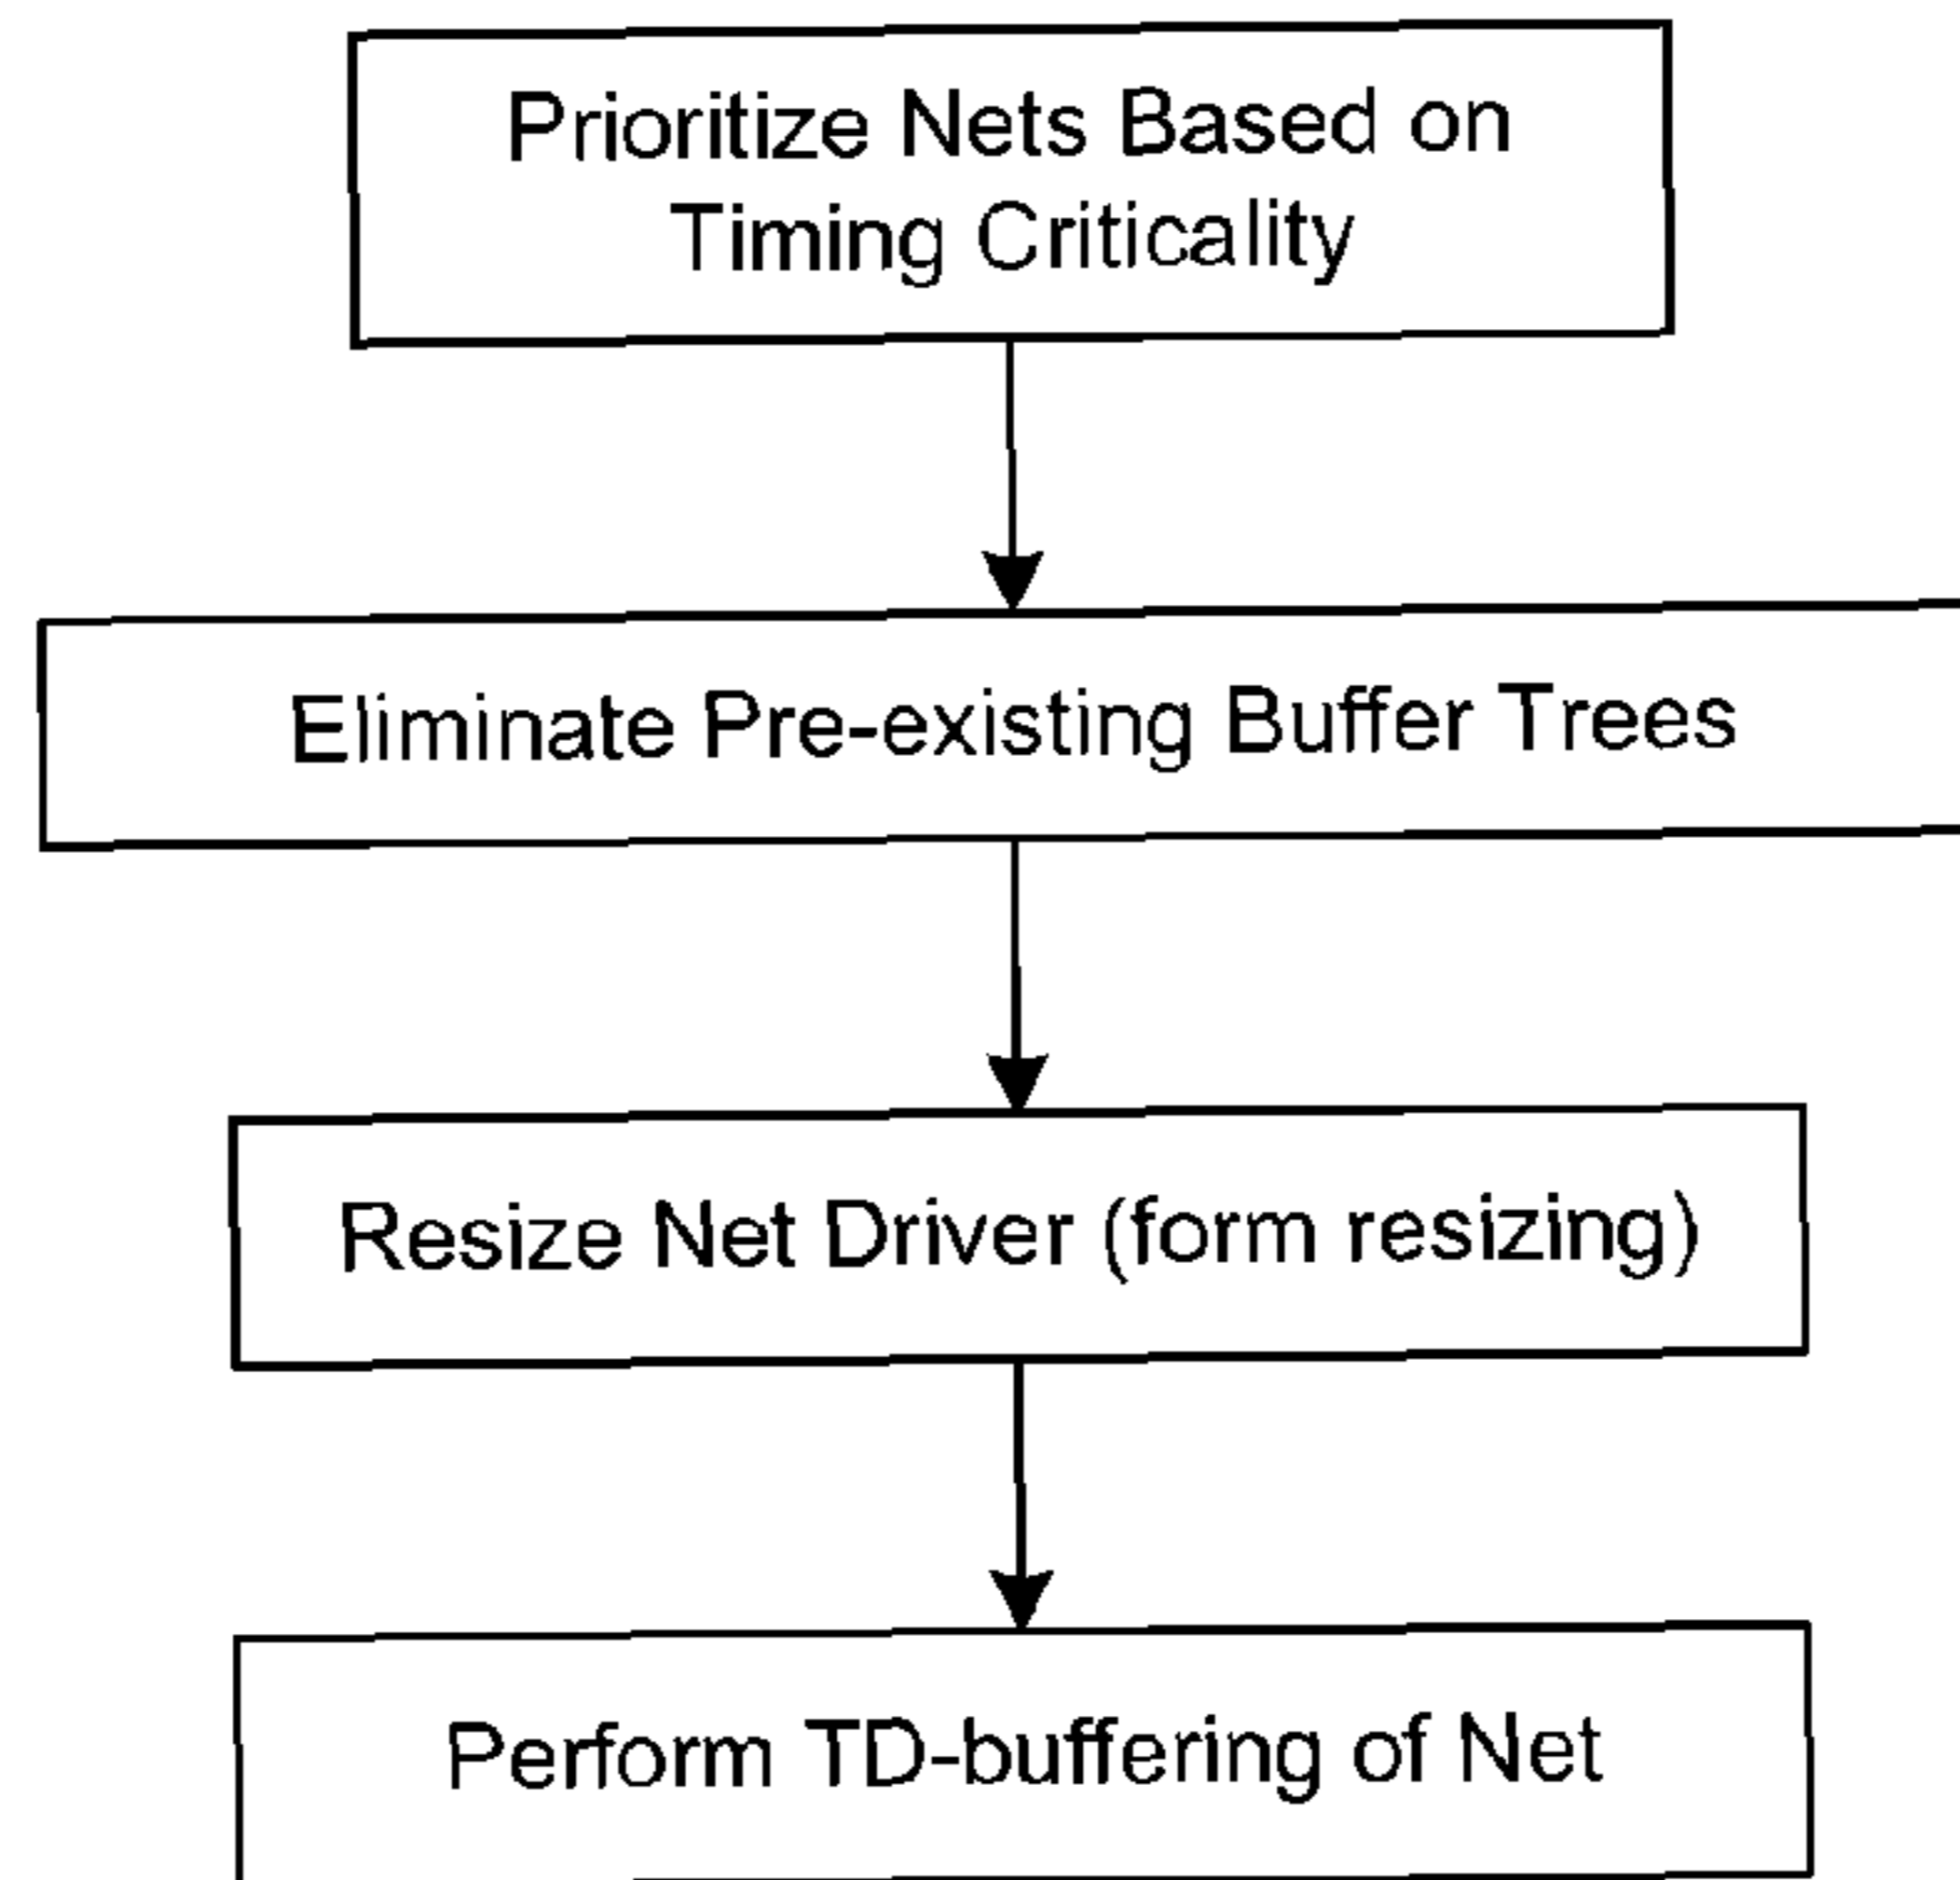 Prioritize Nets Based on
Timing Criticality
Eliminate Pre-existing Buffer Trees
Resize Net Driver (form resizing)
Perform TD-buffering of Net